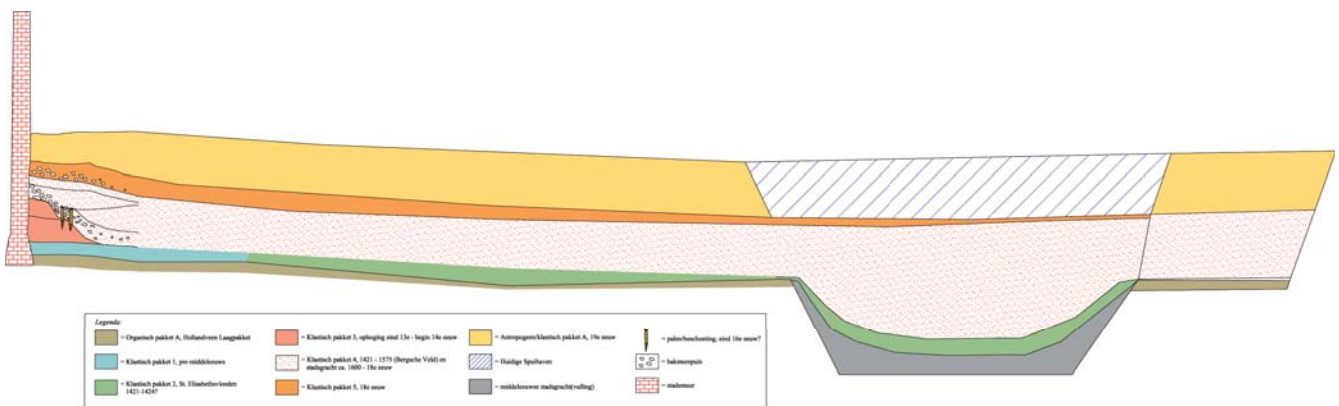 Legenda:
= Organisch pakket A, Hollandveen Laagpakket
= Klastisch pakket 1, pre-middeleeuws
= Klastisch pakket 2, St. Elisabethsvloeden
1421-1424?
= Klastisch pakket 3, ophoging eind 13e - begin 14e eeuw
= Klastisch pakket 4, 1421 - 1575 (Bergsche Veld) en
stadsgracht ca. 1600 - 18e eeuw
= Klastisch pakket 5, 18e eeuw
= Antropogeen/klastisch pakket A, 19e eeuw
= Huidige Spuihaven
= middeleeuwse stadsgracht(vulling)
= palen/beschoeiing, eind 16e eeuw?
= baksteenpuin
= stadsmuur